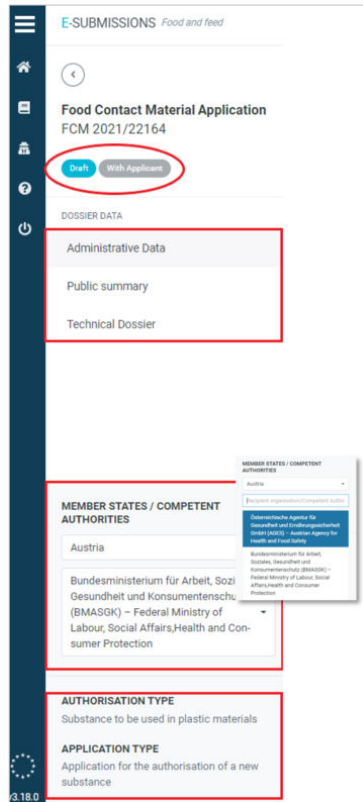 E-SUBMISSIONS Food and feed
Food Contact Material Application
FCM 2021/22164
Draft With Applicant
DOSSIER DATA
Administrative Data
Public summary
Technical Dossier
MEMBER STATES / COMPETENT
AUTHORITIES
Austria
Bundesministerium für Arbeit, Sozi
Gesundheit und Konsumentenschu
(BMASGK) – Federal Ministry of
Labour, Social Affairs,Health and Con-
sumer Protection
MEMBER STATES / COMPETENT
AUTHORITIES
Austria
Recipient organisation/Competent Autho
Österreichische Agentur für
Gesundheit und Ernährungssicherheit
GmbH (AGES) – Austrian Agency for
Health and Food Safety
Bundesministerium für Arbeit,
Soziales, Gesundheit und
Konsumentenschutz (BMASGK) –
Federal Ministry of Labour, Social
Affairs,Health and Consumer
Protection
AUTHORISATION TYPE
Substance to be used in plastic materials
APPLICATION TYPE
Application for the authorisation of a new
substance
v3.18.0